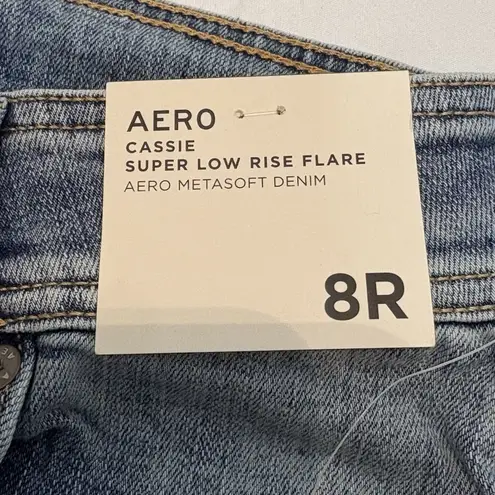 AERO
CASSIE
SUPER LOW RISE FLARE
AERO METASOFT DENIM
8R